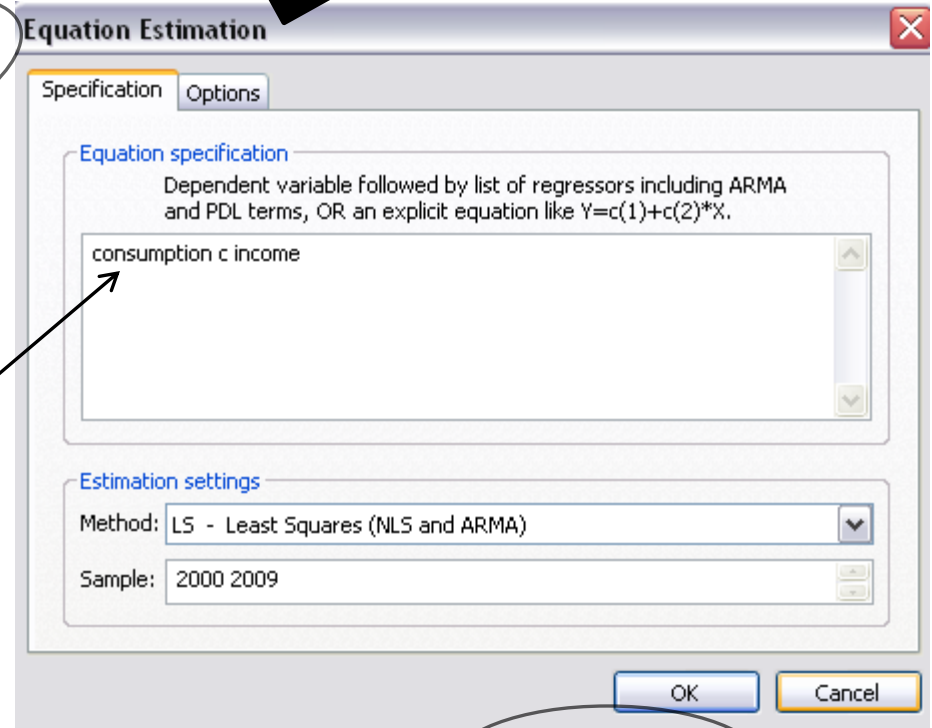 Equation Estimation
Specification Options
Equation specification
Dependent variable followed by list of regressors including ARMA
and PDL terms, OR an explicit equation like Y=c(1)+c(2)*X.
consumption c income
Estimation settings
Method: LS - Least Squares (NLS and ARMA)
Sample: 2000 2009
OK Cancel